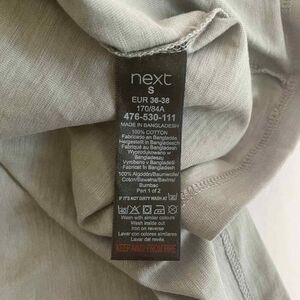 next
S
EUR 36-38
170/84A
476-530-111
MADE IN BANGLADESH
100% COTTON
Fabricado en Bangladés
Hergestellt in Bangladesch
Fabriqué au Bangladesh
Wyprodukowano w
Bangladeszu
Vyrobeno v Bangladéši
Fabricat în Bangladesh
100% Algodón/Baumwolle/
Coton/Bawełna/Bavlna/
Bumbac
Part 1 of 2
IF IT'S NOT DIRTY WASH AT
Wash with similar colours
Wash inside out
Iron on reverse
Lavar con colores similares
Lavar del revés
KEEP AWAY FROM FIRE